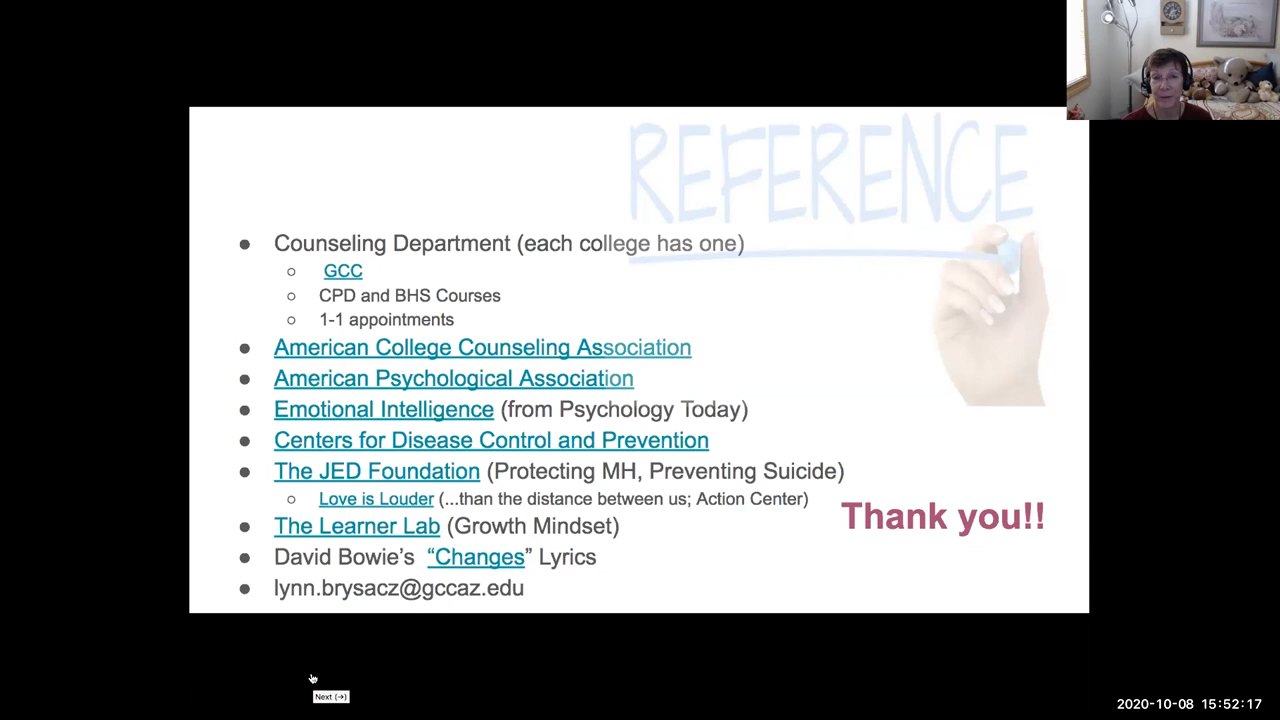 REFERENCE
● Counseling Department (each college has one)
○ GCC
○ CPD and BHS Courses
○ 1-1 appointments
● American College Counseling Association
● American Psychological Association
● Emotional Intelligence (from Psychology Today)
● Centers for Disease Control and Prevention
● The JED Foundation (Protecting MH, Preventing Suicide)
○ Love is Louder (...than the distance between us; Action Center)
Thank you!!
● The Learner Lab (Growth Mindset)
● David Bowie’s “Changes” Lyrics
● lynn.brysacz@gccaz.edu
Next (→)
2020-10-08 15:52:17